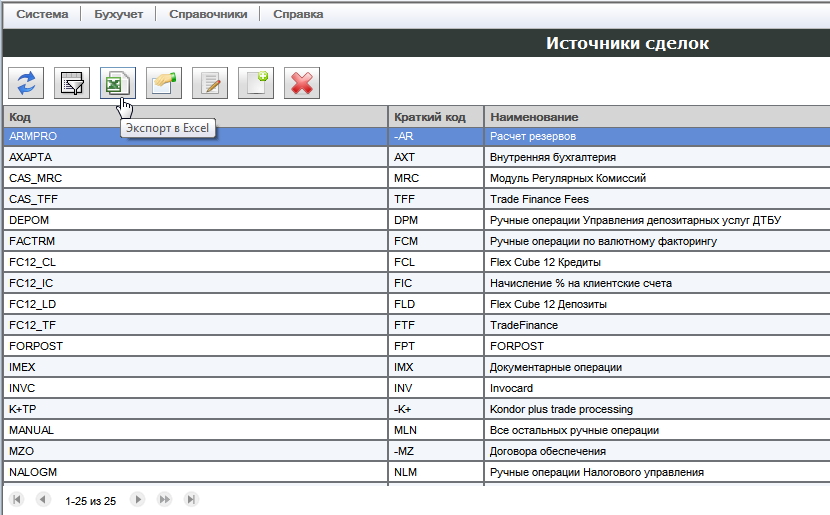 Система Бухучет Справочники Справка
Источники сделок
Экспорт в Excel
Код Краткий код Наименование
ARMPRO -AR Расчет резервов
AXAPTA AXT Внутренняя бухгалтерия
CAS_MRC MRC Модуль Регулярных Комиссий
CAS_TFF TFF Trade Finance Fees
DEPOM DPM Ручные операции Управления депозитарных услуг ДТБУ
FACTRM FCM Ручные операции по валютному факторингу
FC12_CL FCL Flex Cube 12 Кредиты
FC12_IC FIC Начисление % на клиентские счета
FC12_LD FLD Flex Cube 12 Депозиты
FC12_TF FTF TradeFinance
FORPOST FPT FORPOST
IMEX IMX Документарные операции
INVC INV Invocard
K+TP -K+ Kondor plus trade processing
MANUAL MLN Все остальных ручные операции
MZO -MZ Договора обеспечения
NALOGM NLM Ручные операции Налогового управления
1-25 из 25